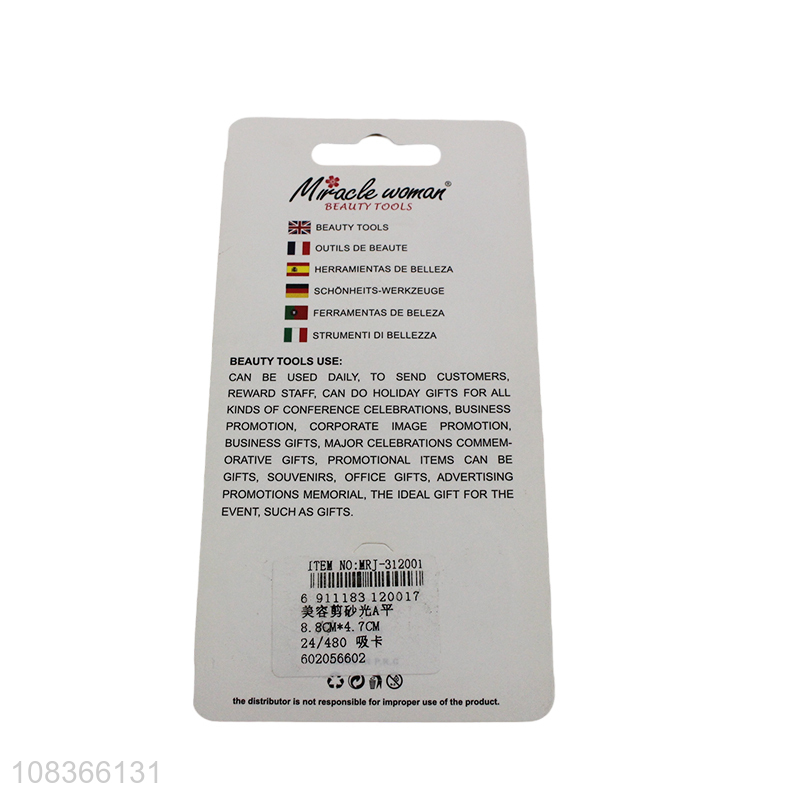 Miracle woman®
BEAUTY TOOLS
BEAUTY TOOLS
OUTILS DE BEAUTE
HERRAMIENTAS DE BELLEZA
SCHÖNHEITS-WERKZEUGE
FERRAMENTAS DE BELEZA
STRUMENTI DI BELLEZZA
BEAUTY TOOLS USE:
CAN BE USED DAILY, TO SEND CUSTOMERS,
REWARD STAFF, CAN DO HOLIDAY GIFTS FOR ALL
KINDS OF CONFERENCE CELEBRATIONS, BUSINESS
PROMOTION, CORPORATE IMAGE PROMOTION,
BUSINESS GIFTS, MAJOR CELEBRATIONS COMMEM-
ORATIVE GIFTS, PROMOTIONAL ITEMS CAN BE
GIFTS, SOUVENIRS, OFFICE GIFTS, ADVERTISING
PROMOTIONS MEMORIAL, THE IDEAL GIFT FOR THE
EVENT, SUCH AS GIFTS.
ITEM NO:MRJ-312001
6 911183 120017
美容剪砂光A平
8.8CM*4.7CM
24/480 吸卡
602056602
the distributor is not responsible for improper use of the product.
108366131